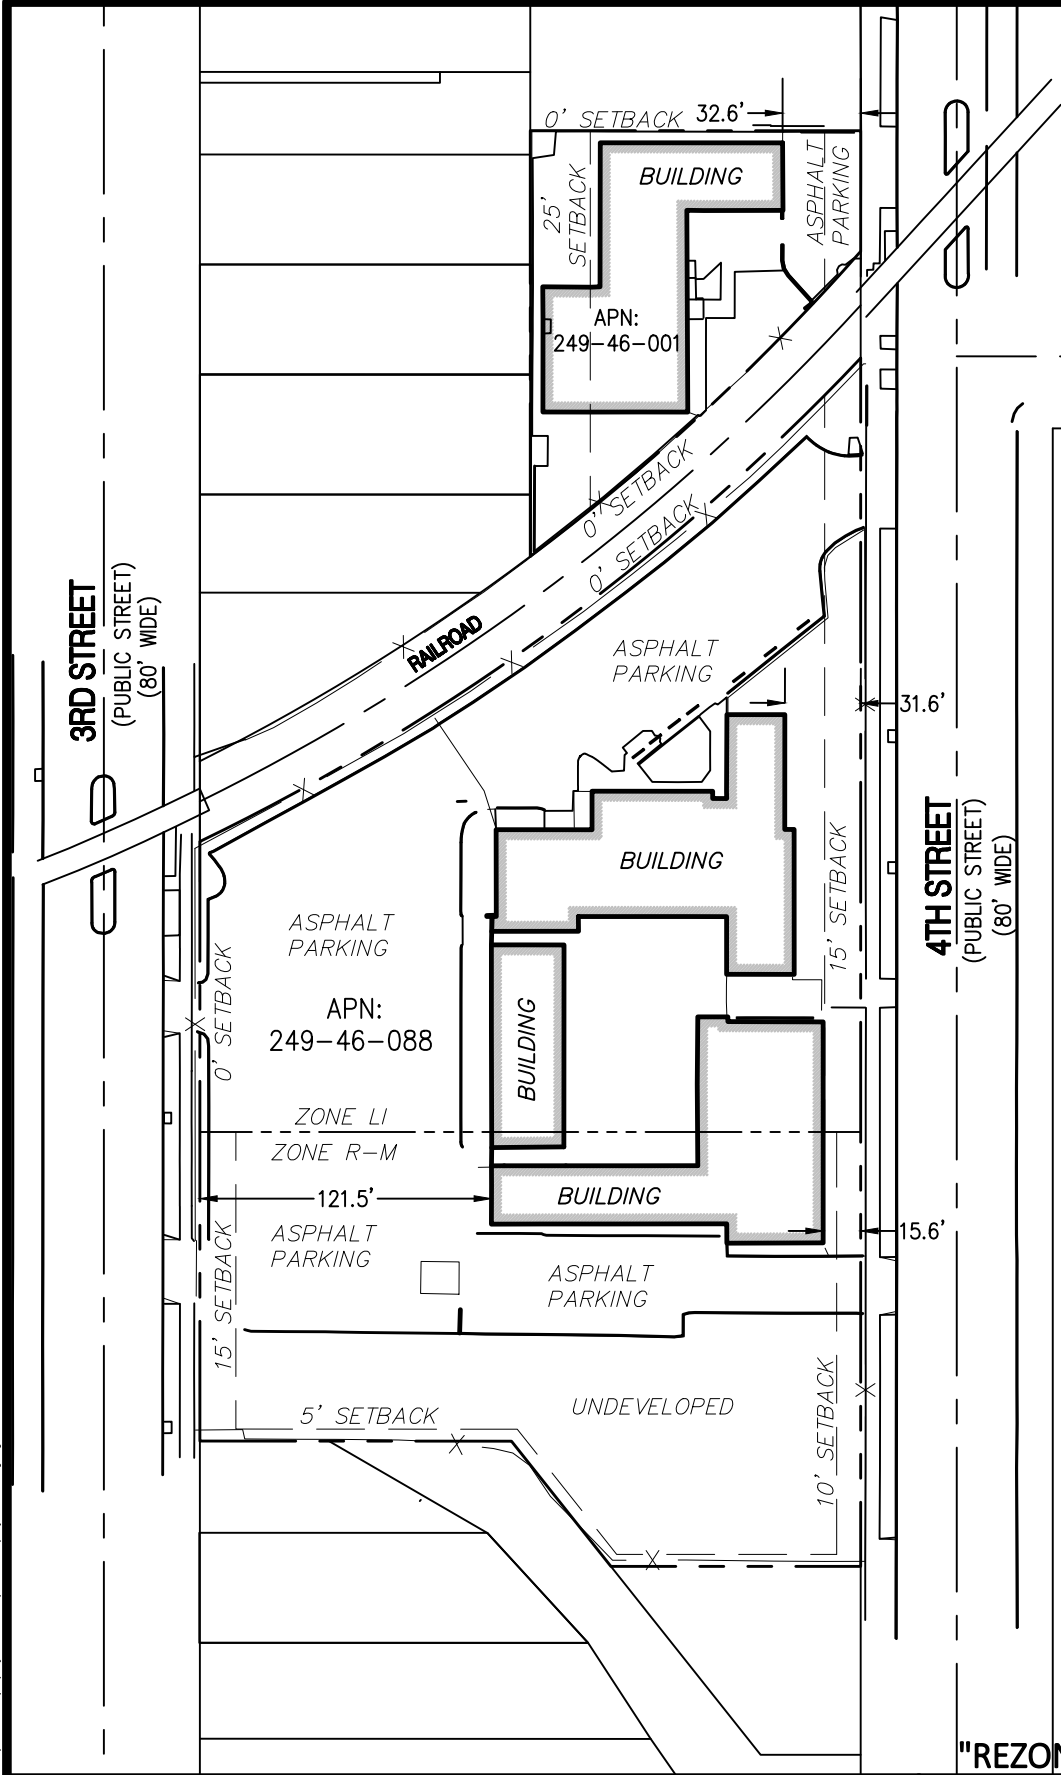 0' SETBACK
32.6'
BUILDING
25'
SETBACK
ASPHALT
PARKING
APN:
249-46-001
0' SETBACK
0' SETBACK
RAILROAD
3RD STREET
(PUBLIC STREET)
(80' WIDE)
ASPHALT
PARKING
31.6'
BUILDING
15' SETBACK
4TH STREET
(PUBLIC STREET)
(80' WIDE)
ASPHALT
PARKING
0' SETBACK
APN:
249-46-088
BUILDING
ZONE LI
ZONE R-M
121.5'
BUILDING
15.6'
ASPHALT
PARKING
15' SETBACK
ASPHALT
PARKING
5' SETBACK
UNDEVELOPED
10' SETBACK
"REZON